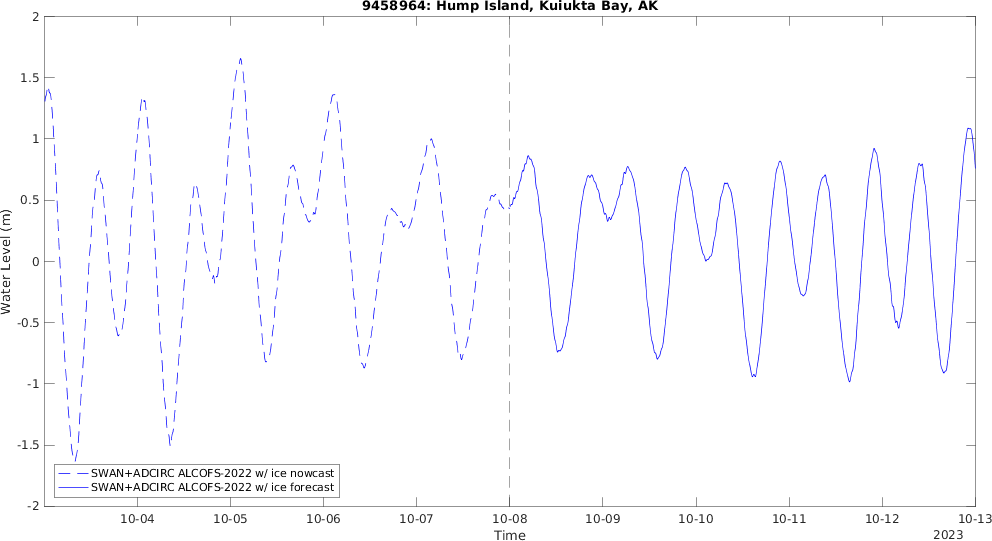 9458964: Hump Island, Kuiukta Bay, AK
2
1.5
1
0.5
0
-0.5
-1
-1.5
-2
Water Level (m)
SWAN+ADCIRC ALCOFS-2022 w/ ice nowcast
SWAN+ADCIRC ALCOFS-2022 w/ ice forecast
10-04 10-05 10-06 10-07 10-08 10-09 10-10 10-11 10-12 10-13
Time
2023